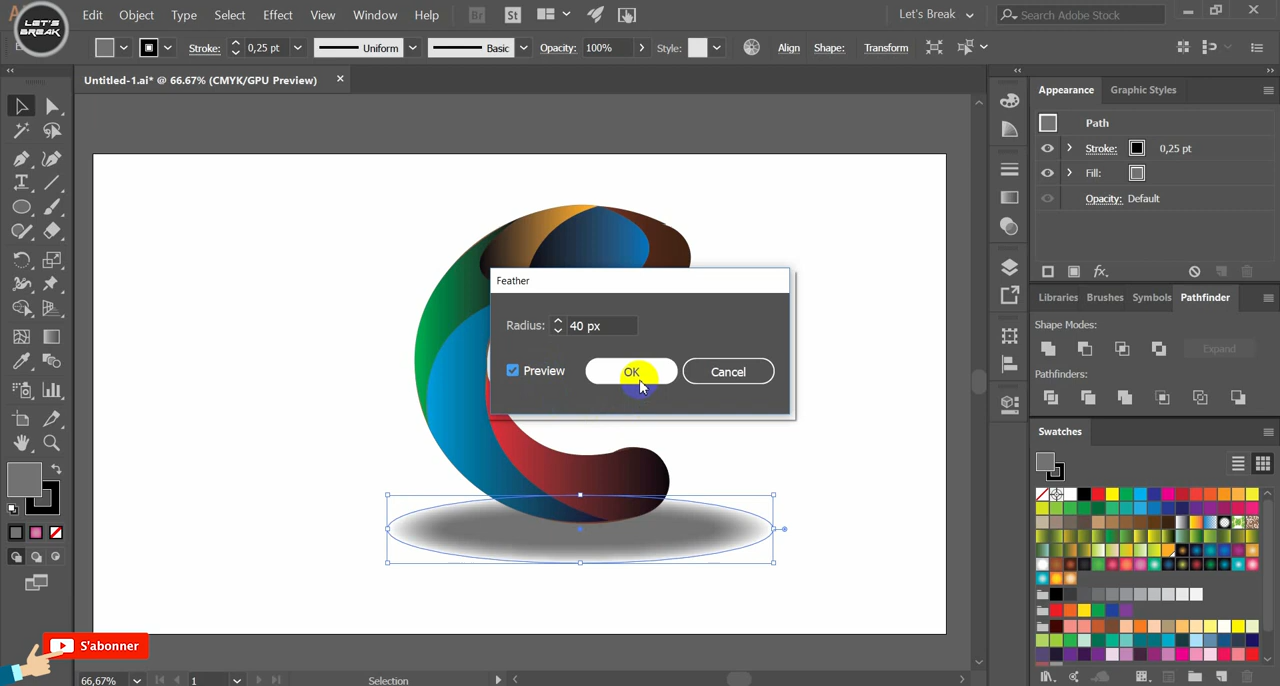 LET'S
BREAK
Edit Object Type Select Effect View Window Help Br St Let's Break Search Adobe Stock
Stroke: 0,25 pt Uniform Basic Opacity: 100% Style: Align Shape: Transform
Untitled-1.ai* @ 66.67% (CMYK/GPU Preview)
Appearance Graphic Styles
Path
Stroke: 0,25 pt
Fill:
Opacity: Default
fx
Feather
Radius: 40 px
Preview OK Cancel
Libraries Brushes Symbols Pathfinder
Shape Modes:
Expand
Pathfinders:
Swatches
S'abonner
66,67% 1 Selection